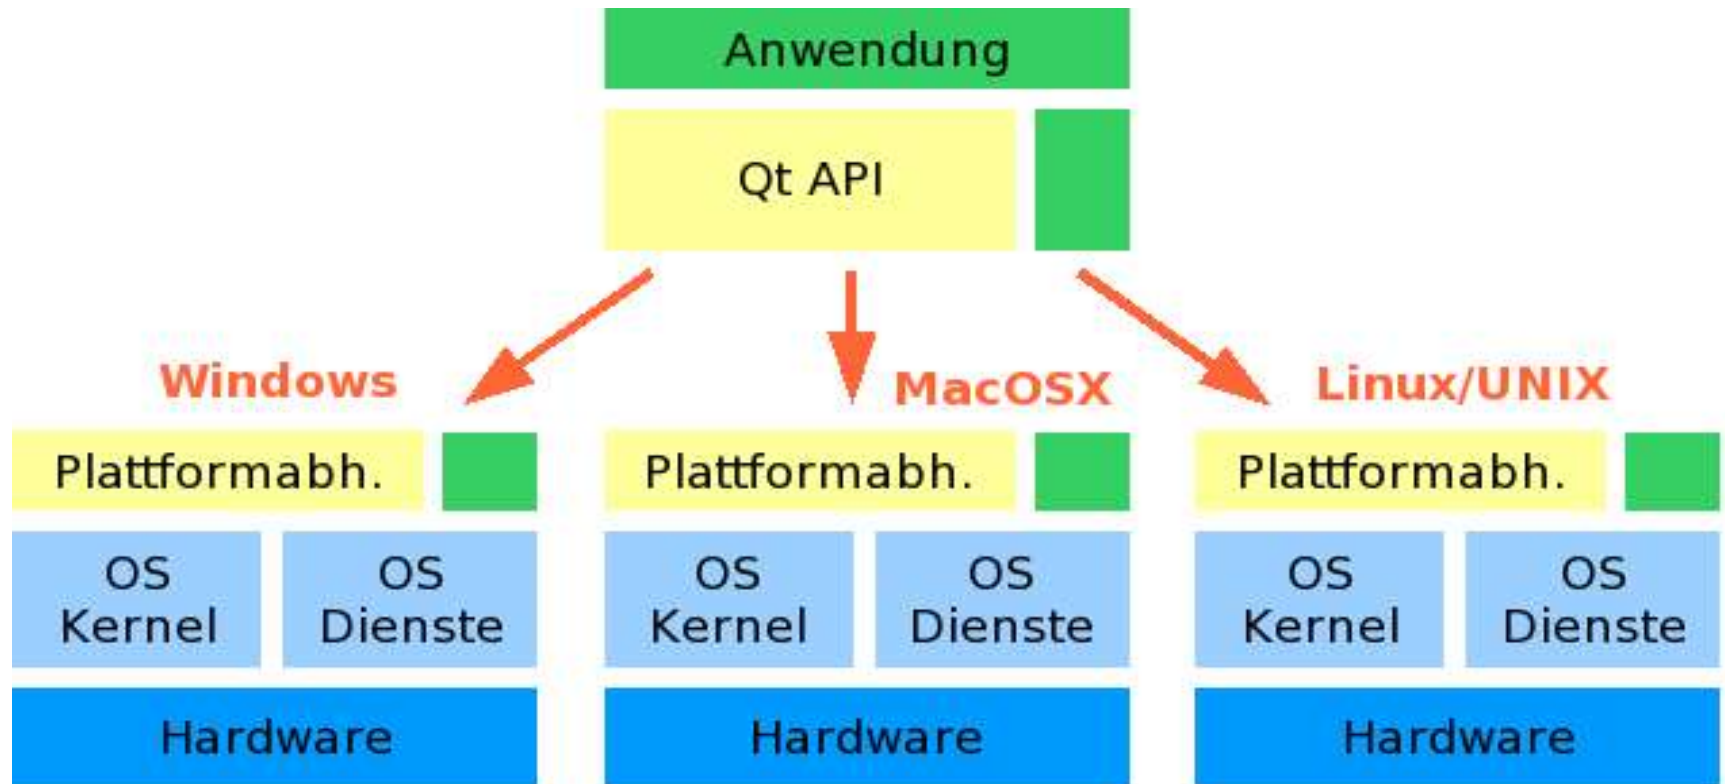 Anwendung
Qt API
Windows
MacOSX
Linux/UNIX
Plattformabh.
Plattformabh.
Plattformabh.
OS
Kernel
OS
Dienste
OS
Kernel
OS
Dienste
OS
Kernel
OS
Dienste
Hardware
Hardware
Hardware